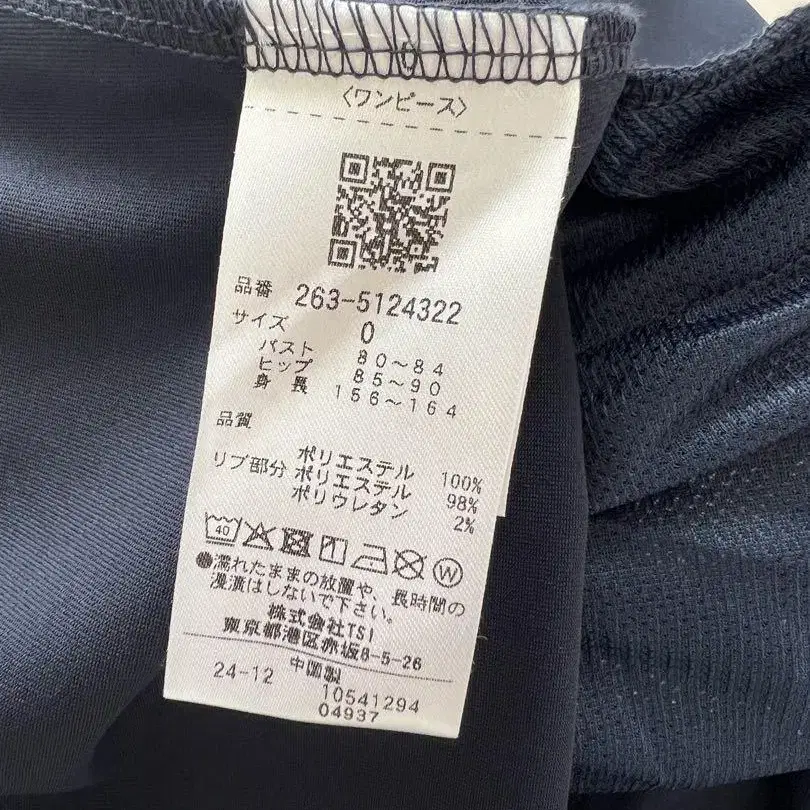 〈ワンピース〉
品番 263-5124322
サイズ 0
バスト 80～84
ヒップ 85～90
身長 156～164
品質
ポリエステル 100%
リブ部分 ポリエステル 98%
ポリウレタン 2%
40 W
●濡れたままの放置や、長時間の
浸漬はしないで下さい。
株式会社TSI
東京都港区赤坂8-5-26
中国製
24-12 10541294
04937